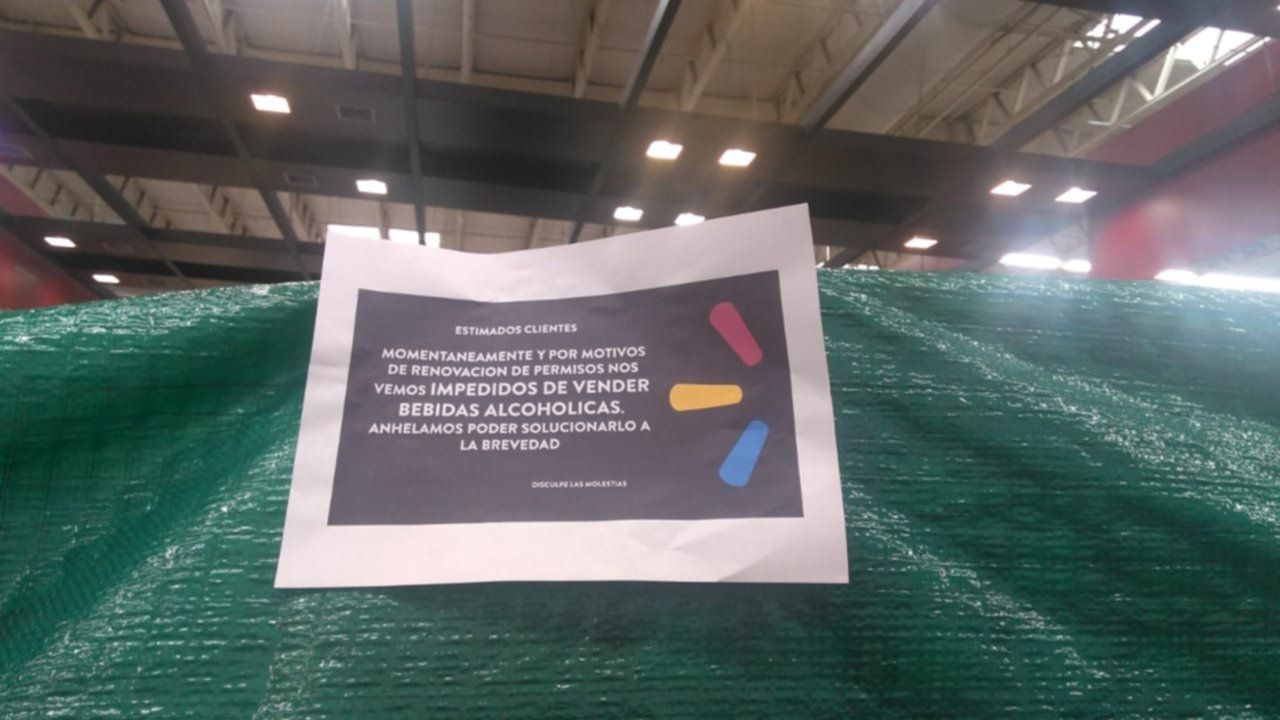 ESTIMADOS CLIENTES
MOMENTANEAMENTE Y POR MOTIVOS
DE RENOVACION DE PERMISOS NOS
VEMOS IMPEDIDOS DE VENDER
BEBIDAS ALCOHOLICAS.
ANHELAMOS PODER SOLUCIONARLO A
LA BREVEDAD
DISCULPE LAS MOLESTIAS